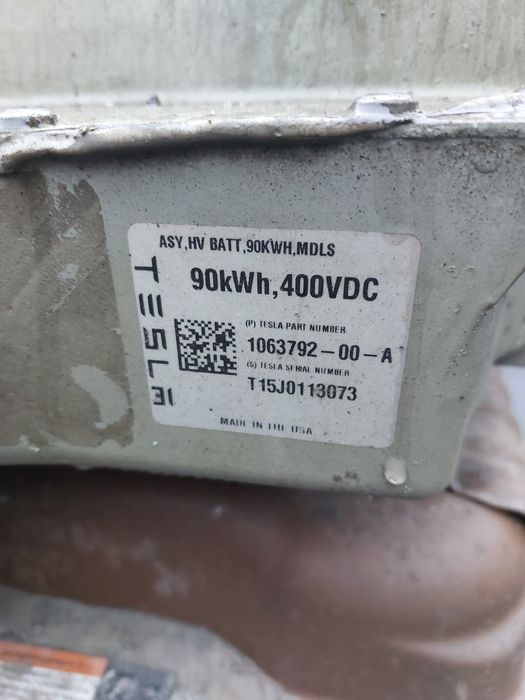 ASY,HV BATT,90KWH,MDLS
90kWh,400VDC
TESLA
(P) TESLA PART NUMBER
1063792-00-A
(S) TESLA SERIAL NUMBER
T15J0113073
MADE IN THE USA